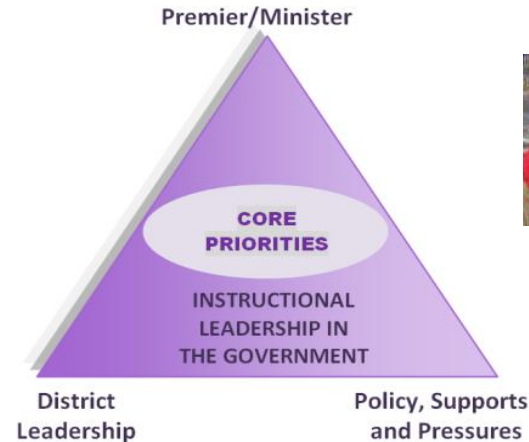 Premier/Minister
CORE
PRIORITIES
INSTRUCTIONAL
LEADERSHIP IN
THE GOVERNMENT
District
Leadership
Policy, Supports
and Pressures